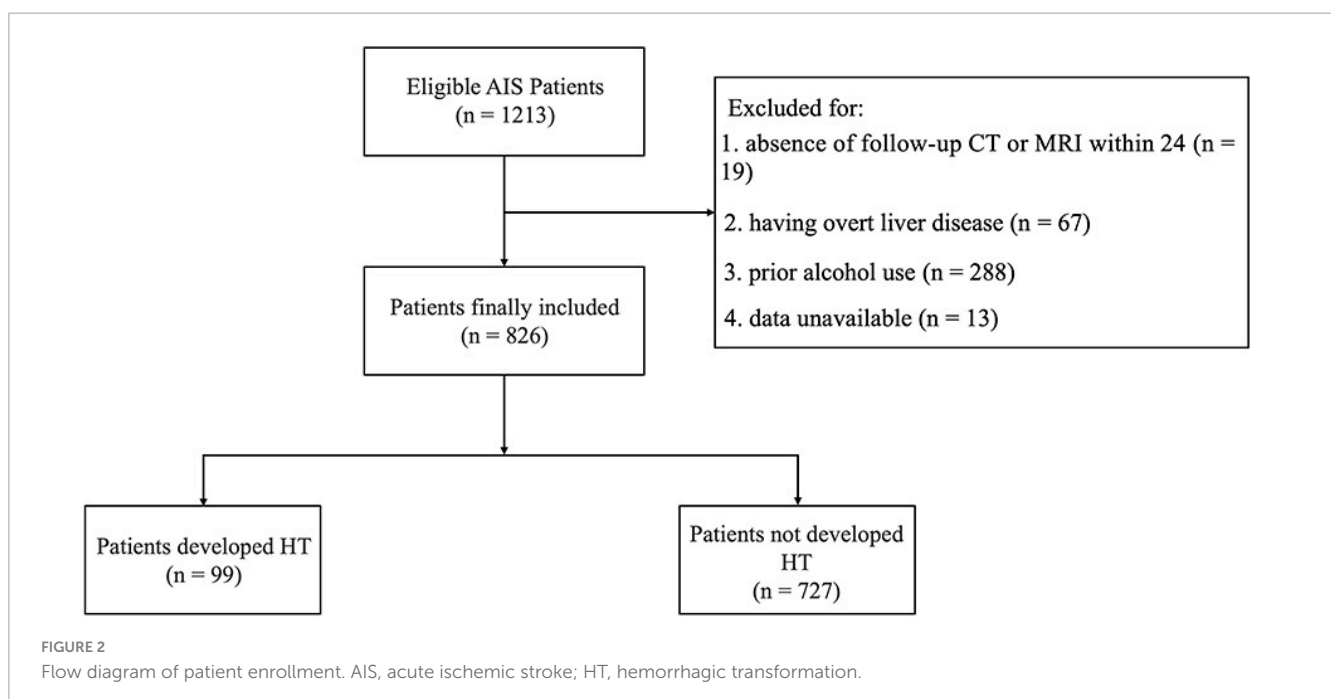 Eligible AIS Patients
(n = 1213)
Excluded for:
1. absence of follow-up CT or MRI within 24 (n =
19)
2. having overt liver disease (n = 67)
3. prior alcohol use (n = 288)
4. data unavailable (n = 13)
Patients finally included
(n = 826)
Patients developed HT
(n = 99)
Patients not developed
HT
(n = 727)
FIGURE 2
Flow diagram of patient enrollment. AIS, acute ischemic stroke; HT, hemorrhagic transformation.